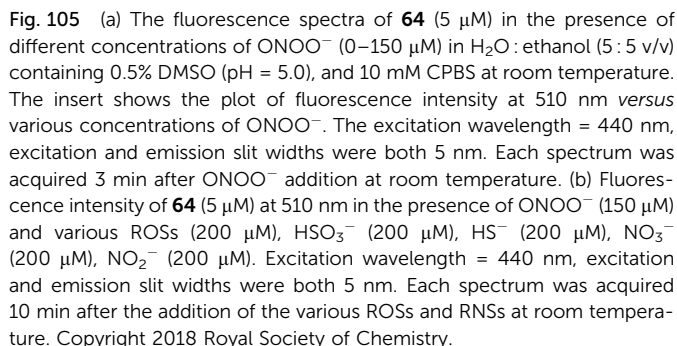 Fig. 105 (a) The fluorescence spectra of 64 (5 μM) in the presence of
different concentrations of ONOO⁻ (0–150 μM) in H₂O : ethanol (5 : 5 v/v)
containing 0.5% DMSO (pH = 5.0), and 10 mM CPBS at room temperature.
The insert shows the plot of fluorescence intensity at 510 nm versus
various concentrations of ONOO⁻. The excitation wavelength = 440 nm,
excitation and emission slit widths were both 5 nm. Each spectrum was
acquired 3 min after ONOO⁻ addition at room temperature. (b) Fluores-
cence intensity of 64 (5 μM) at 510 nm in the presence of ONOO⁻ (150 μM)
and various ROSs (200 μM), HSO₃⁻ (200 μM), HS⁻ (200 μM), NO₃⁻
(200 μM), NO₂⁻ (200 μM). Excitation wavelength = 440 nm, excitation
and emission slit widths were both 5 nm. Each spectrum was acquired
10 min after the addition of the various ROSs and RNSs at room tempera-
ture. Copyright 2018 Royal Society of Chemistry.